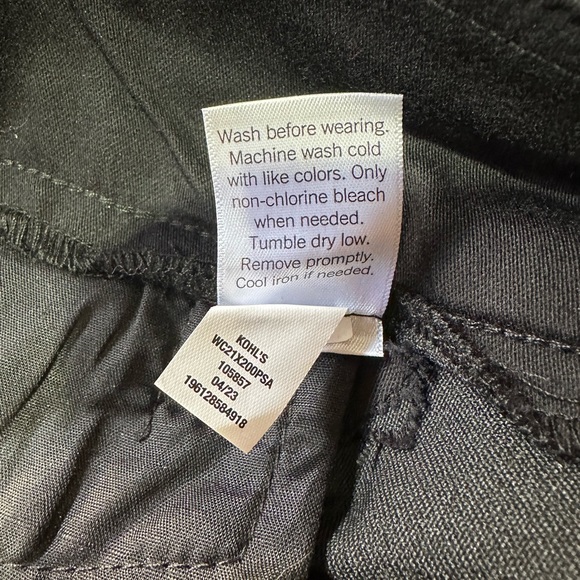 Wash before wearing.
Machine wash cold
with like colors. Only
non-chlorine bleach
when needed.
Tumble dry low.
Remove promptly.
Cool iron if needed.
KOHL'S
WC21X200PSA
105857
04/23
196128584918